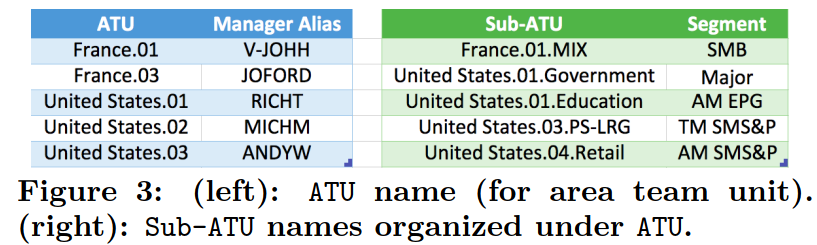 ATU Manager Alias Sub-ATU Segment
France.01 V-JOHH France.01.MIX SMB
France.03 JOFORD United States.01.Government Major
United States.01 RICHT United States.01.Education AM EPG
United States.02 MICHM United States.03.PS-LRG TM SMS&P
United States.03 ANDYW United States.04.Retail AM SMS&P
Figure 3: (left): ATU name (for area team unit).
(right): Sub-ATU names organized under ATU.